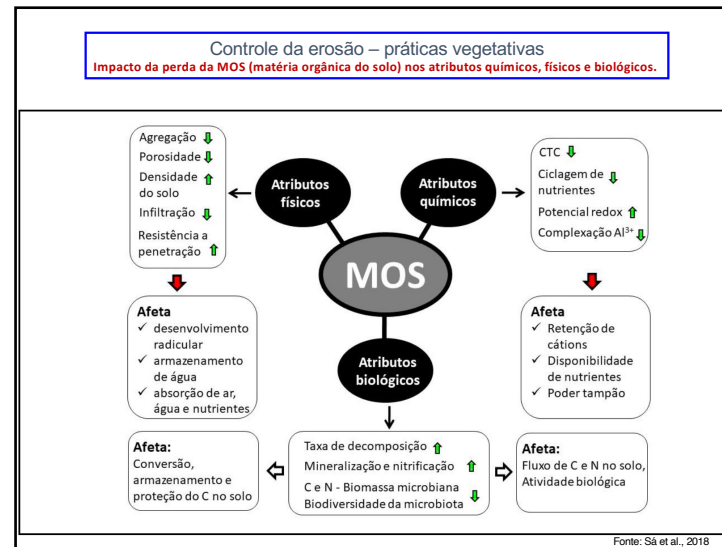 Controle da erosão – práticas vegetativas
Impacto da perda da MOS (matéria orgânica do solo) nos atributos químicos, físicos e biológicos.
Agregação
Porosidade
Densidade
do solo
Infiltração
Resistência a
penetração
Atributos
físicos
Atributos
químicos
CTC
Ciclagem de
nutrientes
Potencial redox
Complexação Al³⁺
MOS
Afeta
✓ desenvolvimento
radicular
✓ armazenamento
de água
✓ absorção de ar,
água e nutrientes
Afeta
✓ Retenção de
cátions
✓ Disponibilidade
de nutrientes
✓ Poder tampão
Atributos
biológicos
Afeta:
Conversão,
armazenamento e
proteção do C no solo
Taxa de decomposição
Mineralização e nitrificação
C e N - Biomassa microbiana
Biodiversidade da microbiota
Afeta:
Fluxo de C e N no solo,
Atividade biológica
Fonte: Sá et al., 2018